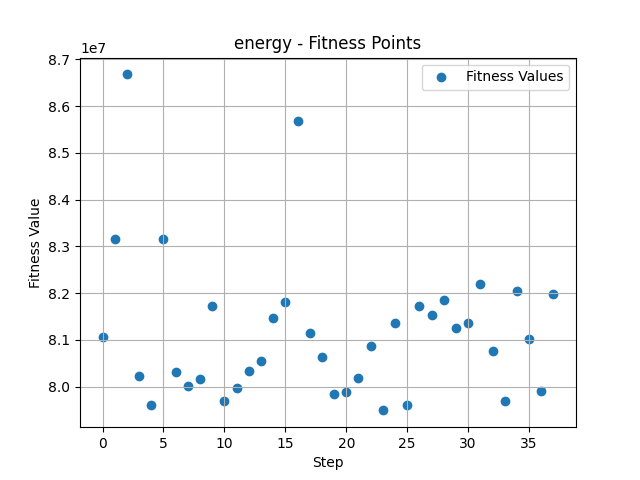 energy - Fitness Points
1e7
Fitness Values
8.7
8.6
8.5
8.4
8.3
8.2
8.1
8.0
Fitness Value
0 5 10 15 20 25 30 35
Step